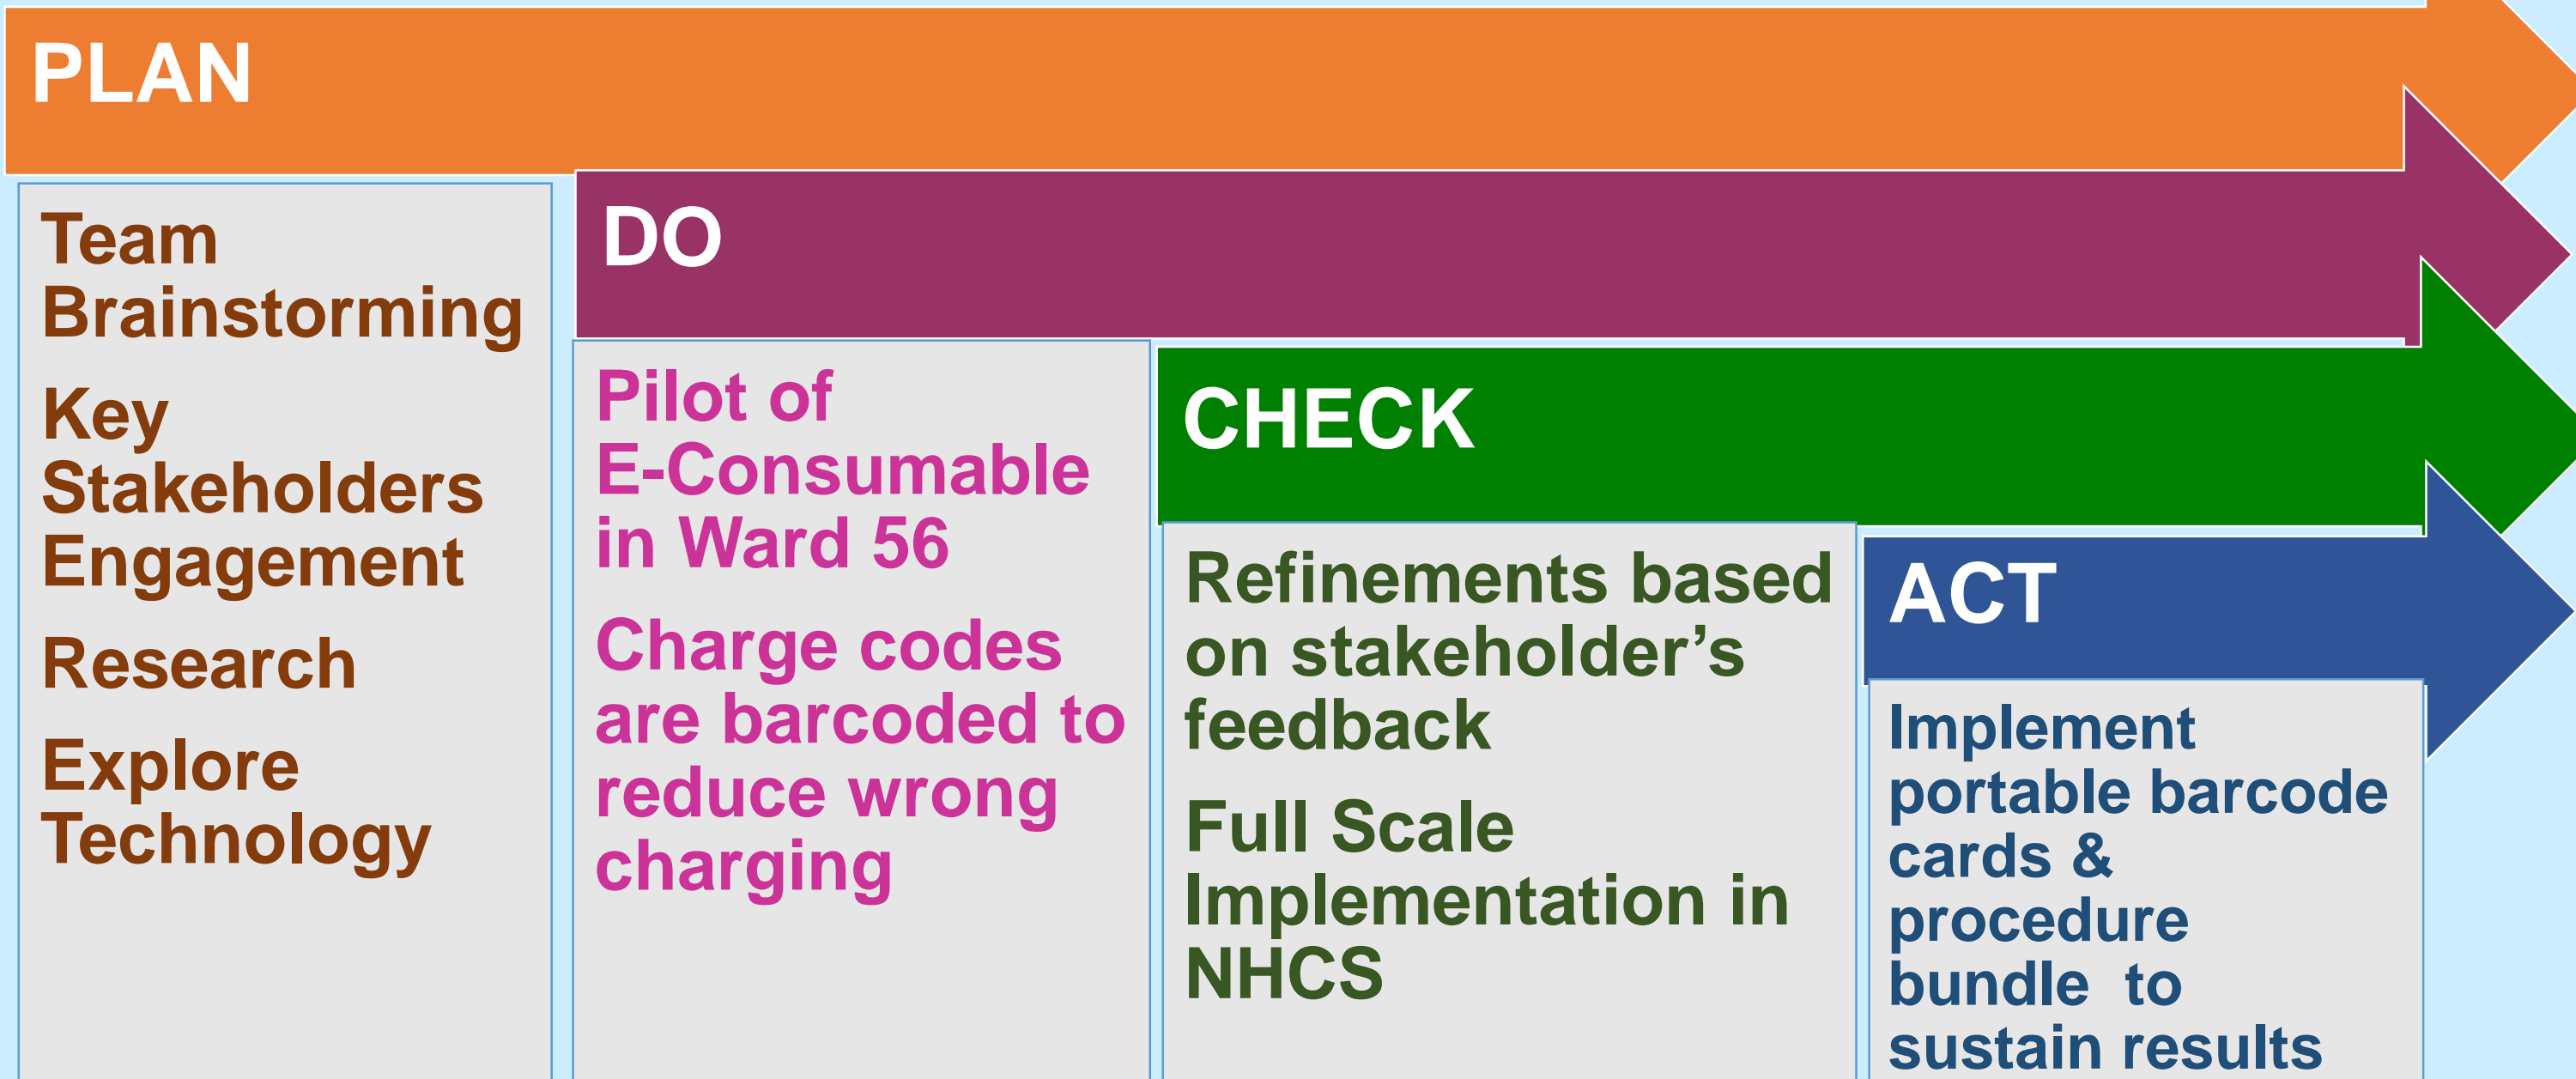 PLAN
Team
Brainstorming
Key
Stakeholders
Engagement
Research
Explore
Technology
DO
Pilot of
E-Consumable
in Ward 56
Charge codes
are barcoded to
reduce wrong
charging
CHECK
Refinements based
on stakeholder’s
feedback
Full Scale
Implementation in
NHCS
ACT
Implement
portable barcode
cards &
procedure
bundle  to
sustain results